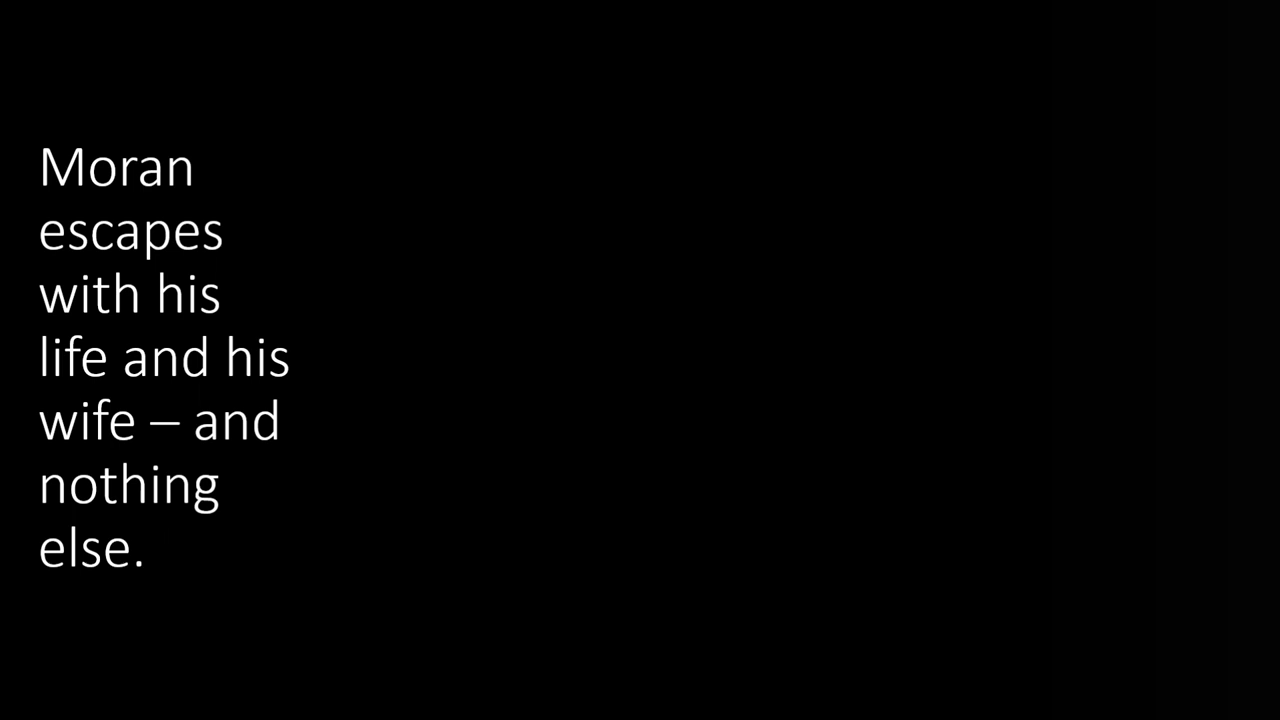 Moran
escapes
with his
life and his
wife – and
nothing
else.